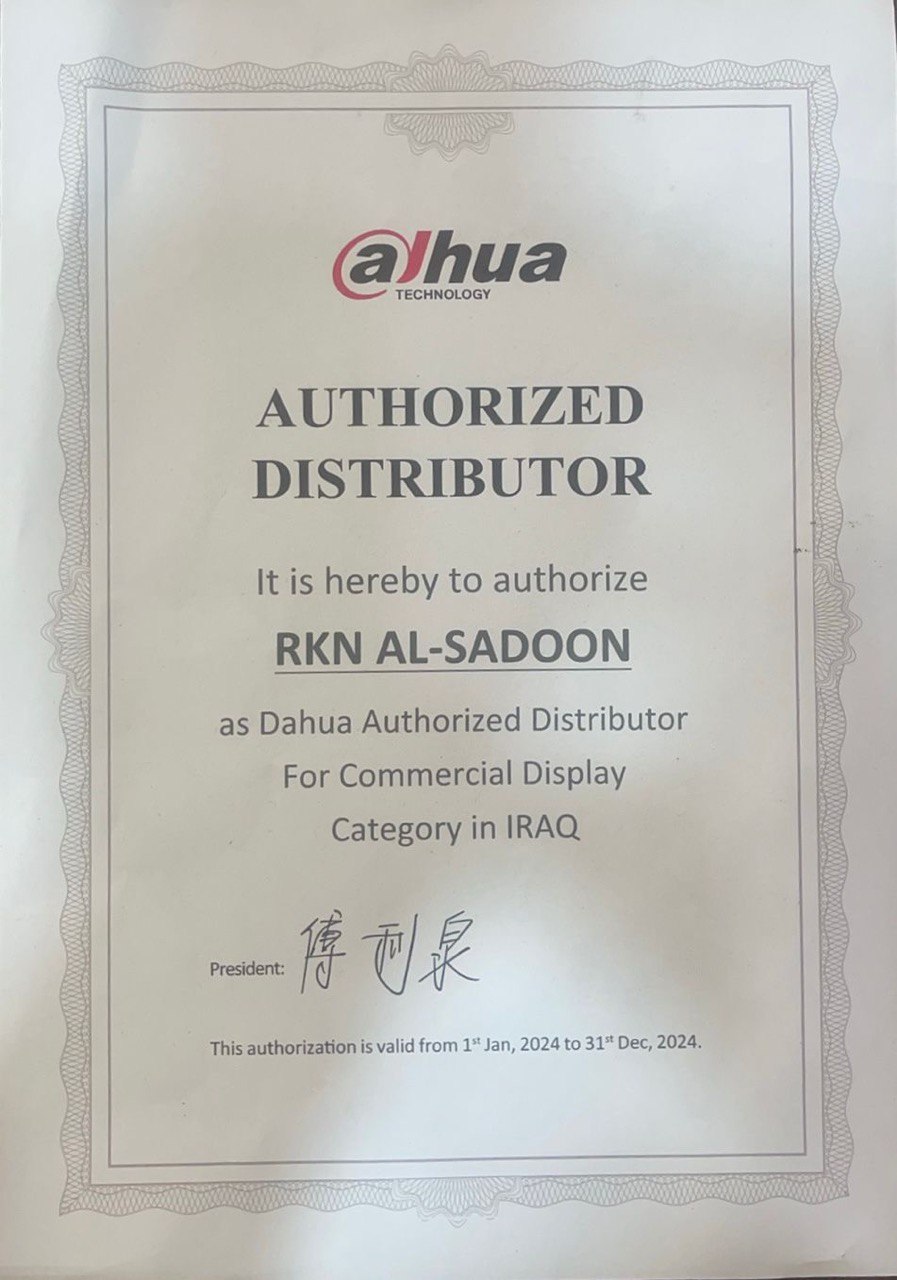 alhua
TECHNOLOGY
AUTHORIZED
DISTRIBUTOR
It is hereby to authorize
RKN AL-SADOON
as Dahua Authorized Distributor
For Commercial Display
Category in IRAQ
President: 傅利泉
This authorization is valid from 1st Jan, 2024 to 31st Dec, 2024.